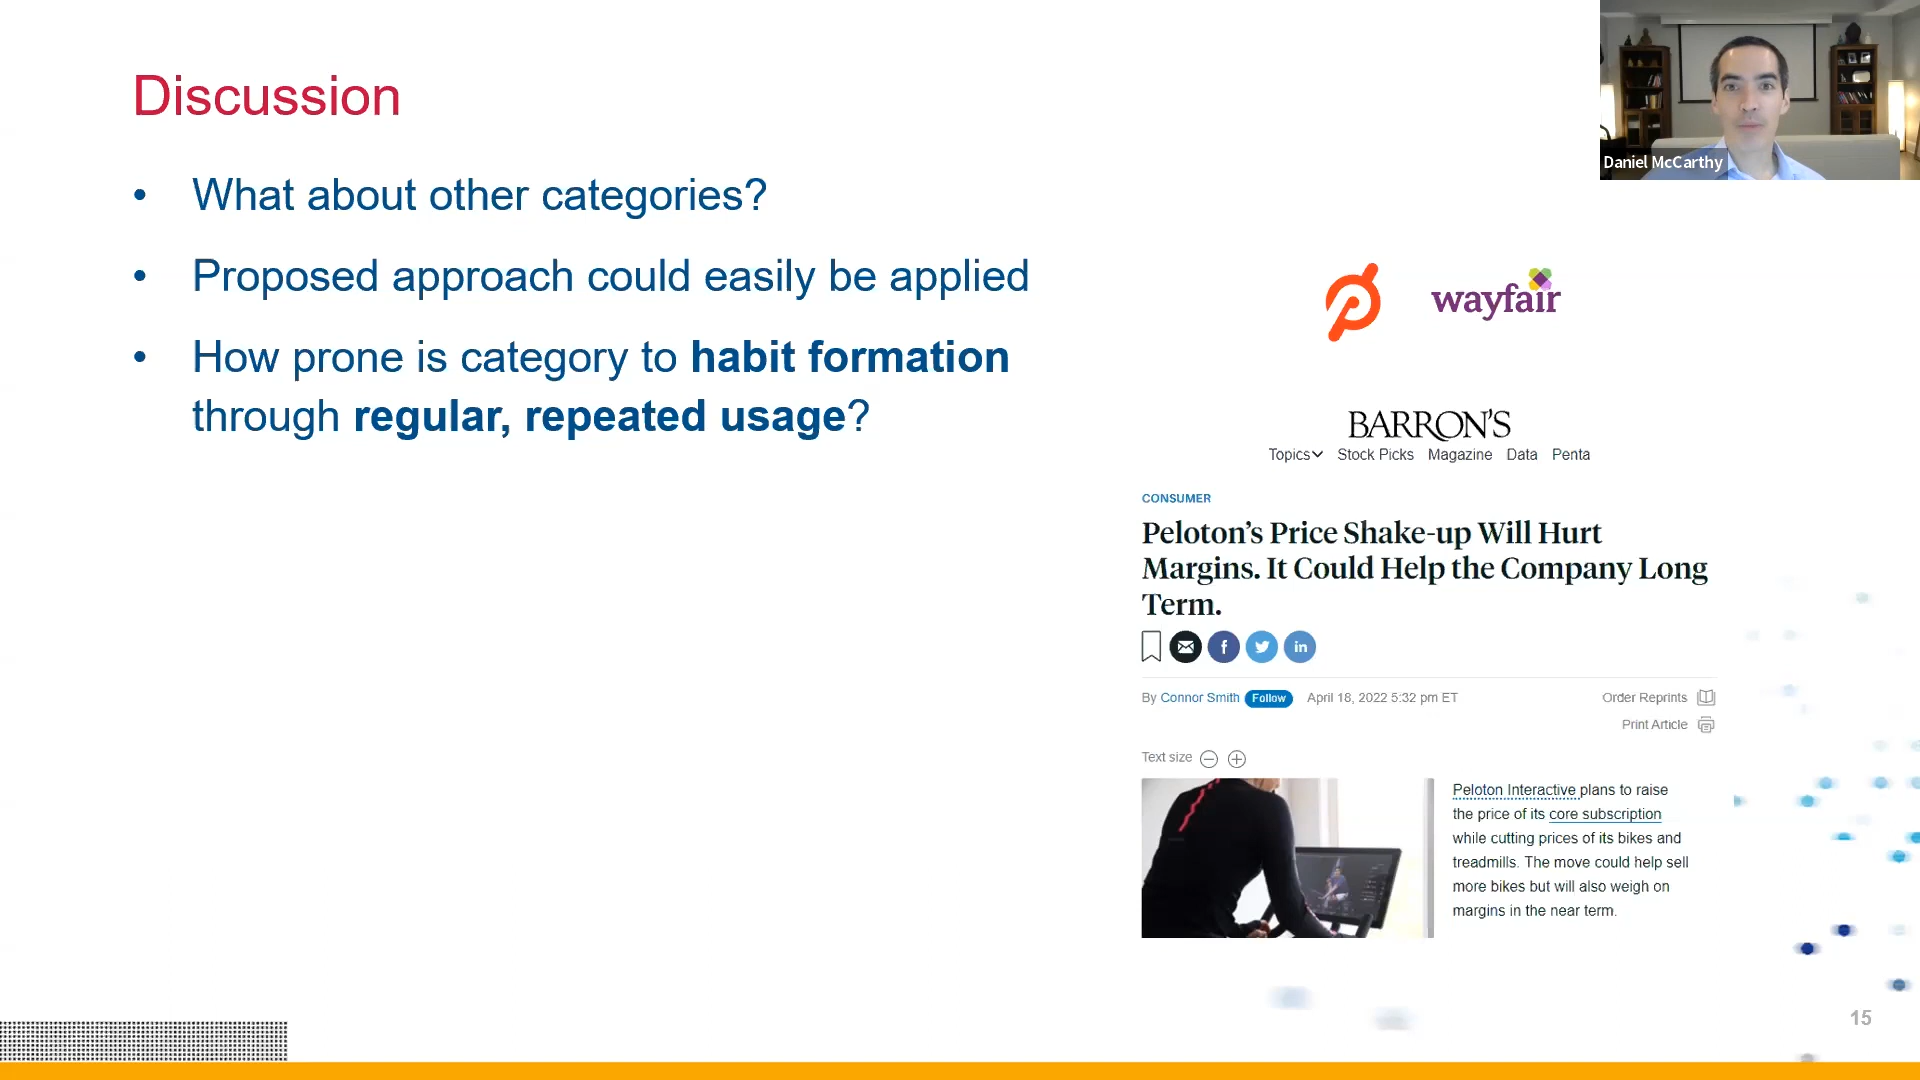 Discussion
• What about other categories?
• Proposed approach could easily be applied
• How prone is category to habit formation
through regular, repeated usage?
Daniel McCarthy
wayfair
BARRON'S
Topics Stock Picks Magazine Data Penta
CONSUMER
Peloton's Price Shake-up Will Hurt
Margins. It Could Help the Company Long
Term.
By Connor Smith Follow April 18, 2022 5:32 pm ET Order Reprints
Print Article
Text size
Peloton Interactive plans to raise
the price of its core subscription
while cutting prices of its bikes and
treadmills. The move could help sell
more bikes but will also weigh on
margins in the near term.
15